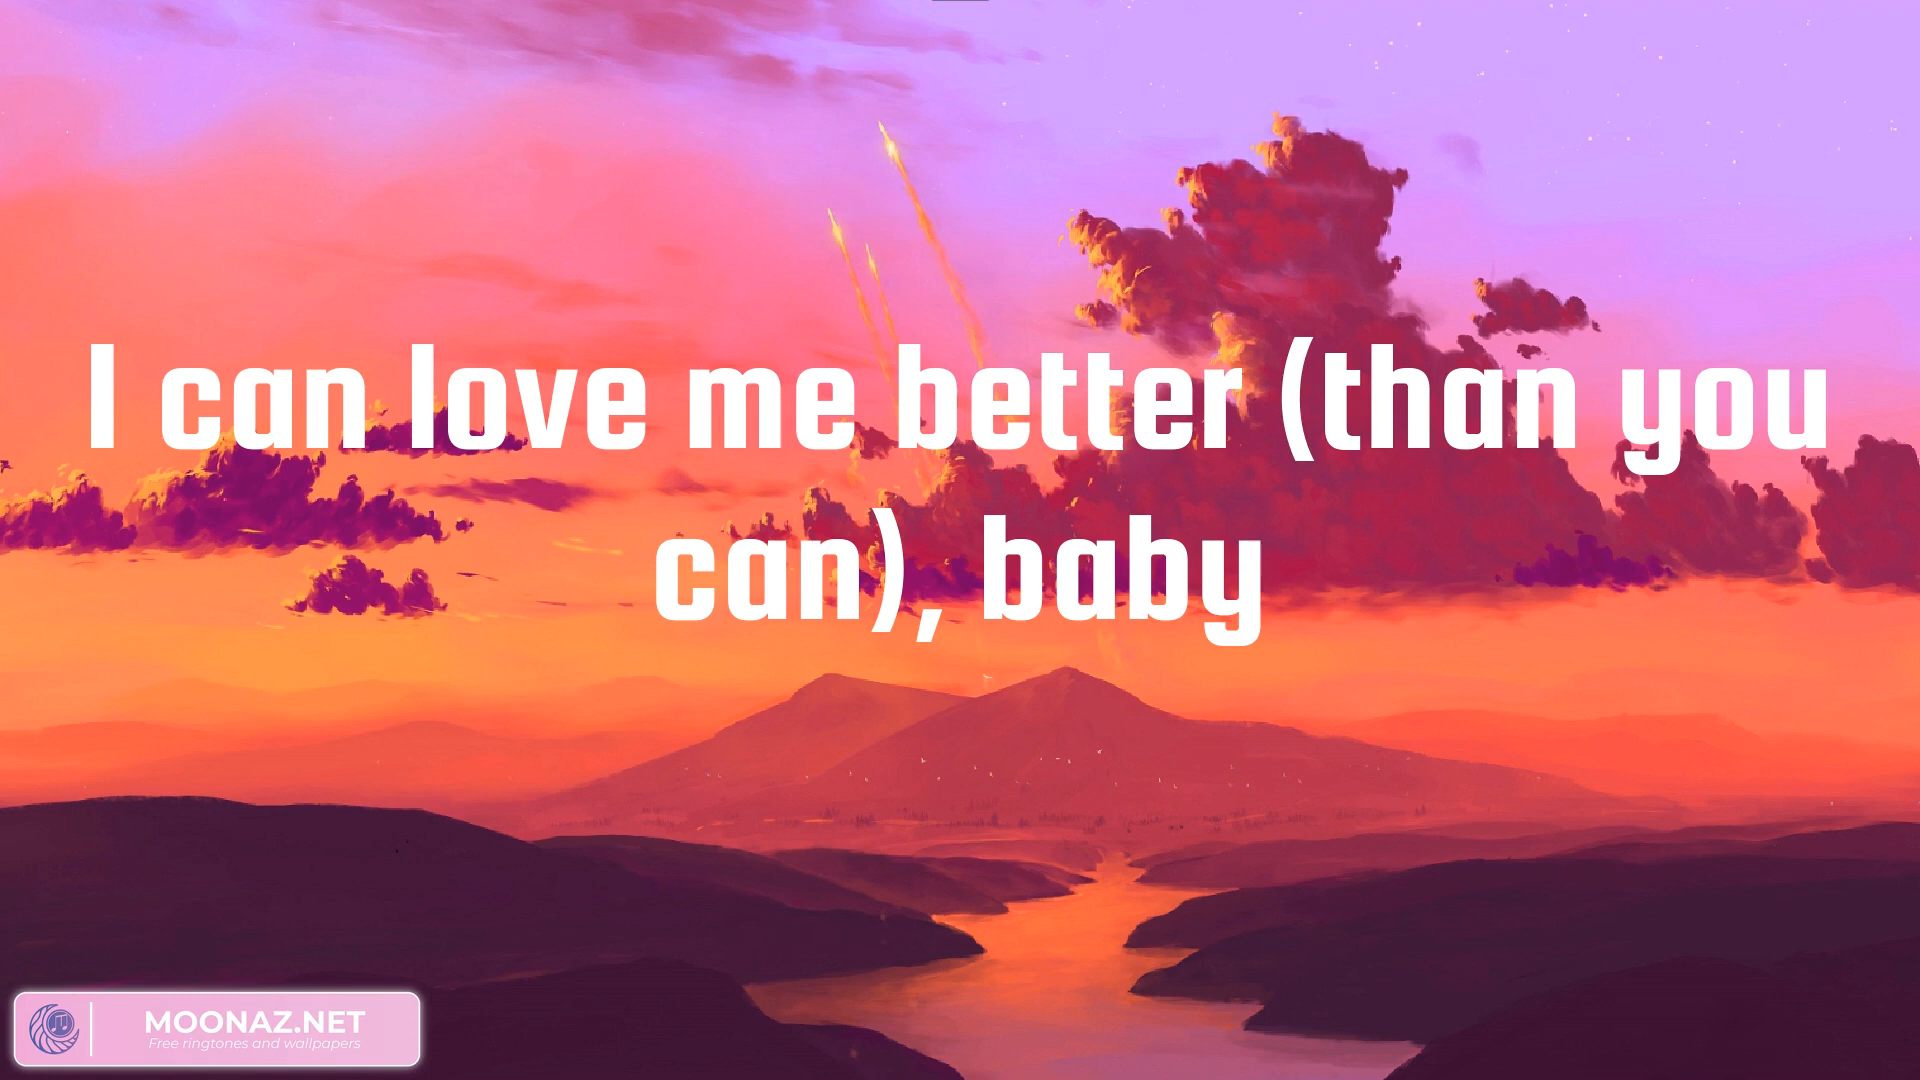 I can love me better (than you
can), baby
MOONAZ.NET
Free ringtones and wallpapers